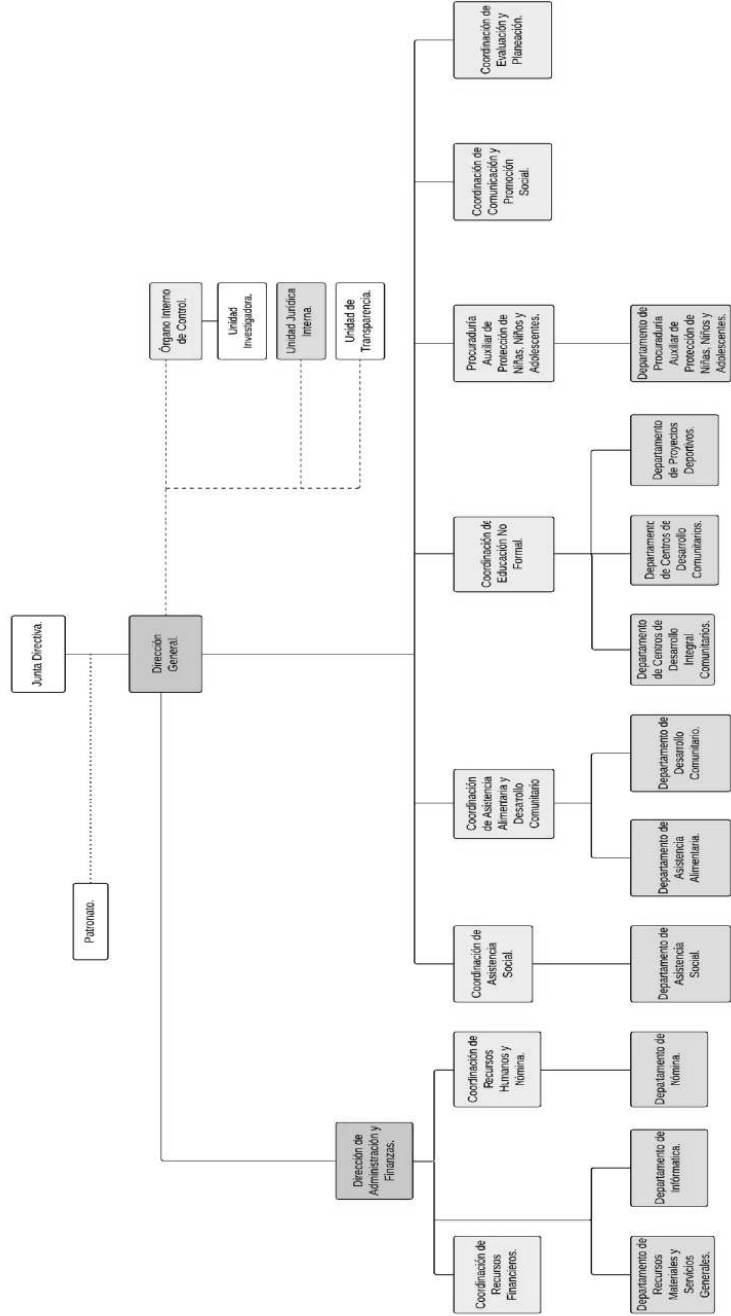 Junta Directiva.
Patronato.
Dirección
General.
Órgano Interno
de Control.
Unidad
Investigadora.
Unidad Jurídica
Interna.
Unidad de
Transparencia.
Dirección de
Administración y
Finanzas.
Coordinación de
Recursos
Financieros.
Coordinación de
Recursos
Humanos y
Nómina.
Coordinación de
Asistencia
Social.
Coordinación
de Asistencia
Alimentaria y
Desarrollo
Comunitario
Coordinación de
Educación No
Formal.
Procuraduría
Auxiliar de
Protección de
Niñas, Niños y
Adolescentes.
Coordinación de
Comunicación y
Promoción
Social.
Coordinación de
Evaluación y
Planeación.
Departamento de
Recursos
Materiales y
Servicios
Generales.
Departamento de
Infórmatica.
Depatamento de
Nómina.
Departamento de
Asistencia
Social.
Departamento de
Asistencia
Alimentaria.
Departamento de
Desarrollo
Comunitario.
Departamento
de Centros de
Desarrollo
Integral
Comunitarios.
Departamento
de Centros de
Desarrollo
Comunitarios.
Departamento
de Proyectos
Deportivos.
Departamento de
Procuraduría
Auxiliar de
Protección de
Niñas, Niños y
Adolescentes.